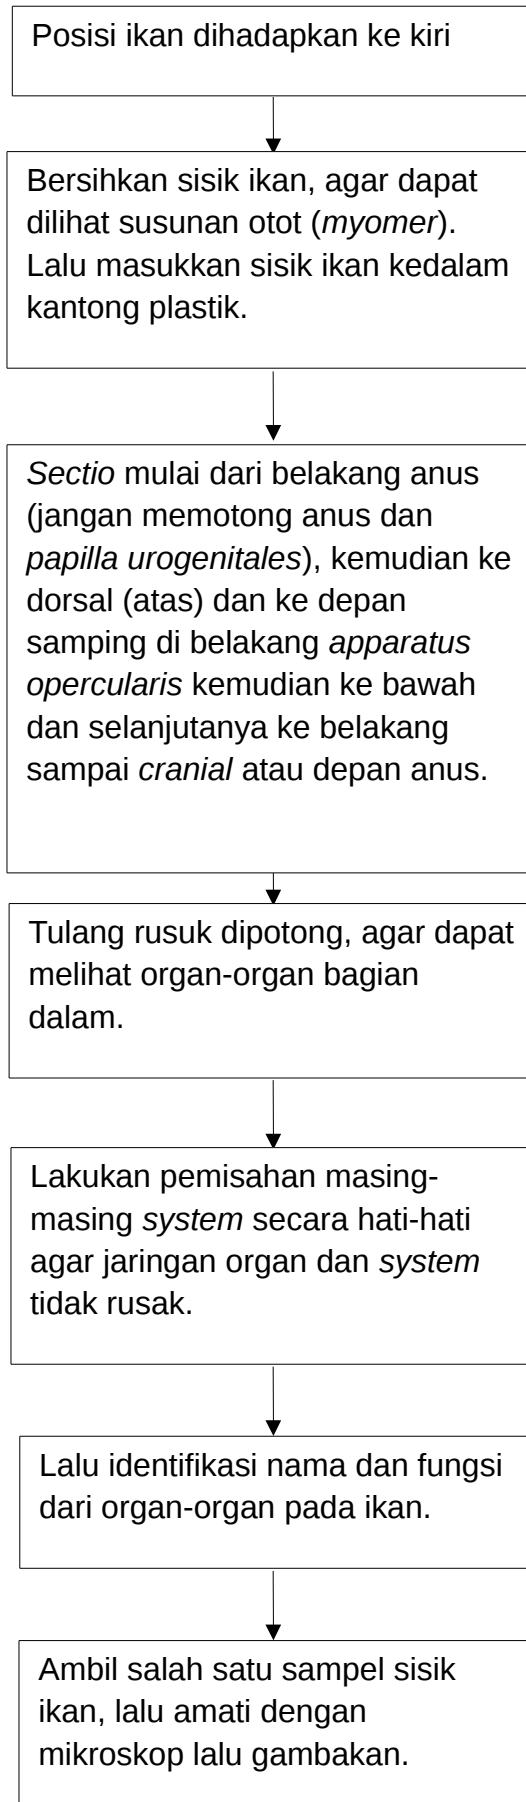 Posisi ikan dihadapkan ke kiri
Bersihkan sisik ikan, agar dapat
dilihat susunan otot (myomer).
Lalu masukkan sisik ikan kedalam
kantong plastik.
Sectio mulai dari belakang anus
(jangan memotong anus dan
papilla urogenitales), kemudian ke
dorsal (atas) dan ke depan
samping di belakang apparatus
opercularis kemudian ke bawah
dan selanjutanya ke belakang
sampai cranial atau depan anus.
Tulang rusuk dipotong, agar dapat
melihat organ-organ bagian
dalam.
Lakukan pemisahan masing-
masing system secara hati-hati
agar jaringan organ dan system
tidak rusak.
Lalu identifikasi nama dan fungsi
dari organ-organ pada ikan.
Ambil salah satu sampel sisik
ikan, lalu amati dengan
mikroskop lalu gambakan.